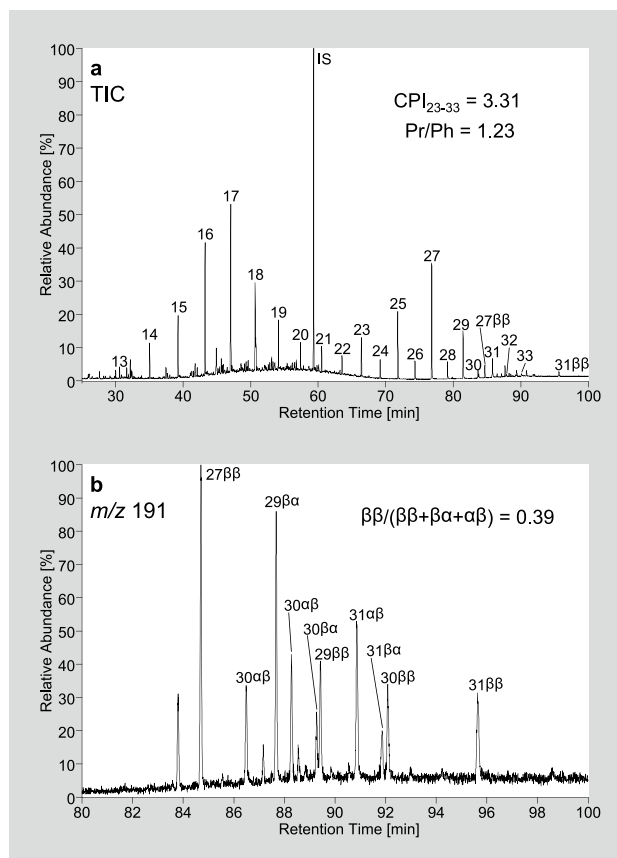 a
TIC
CPI23-33 = 3.31
Pr/Ph = 1.23
IS
Relative Abundance [%]
100
90
80
70
60
50
40
30
20
10
0
13
14
15
16
17
18
19
20
21
22
23
24
25
26
27
28
29
30
27ββ
31
32
33
31ββ
30 40 50 60 70 80 90 100
Retention Time [min]
b
m/z 191
ββ/(ββ+βα+αβ) = 0.39
Relative Abundance [%]
100
90
80
70
60
50
40
30
20
10
0
27ββ
30αβ
29βα
30αβ
30βα
29ββ
31αβ
31βα
30ββ
31ββ
80 82 84 86 88 90 92 94 96 98 100
Retention Time [min]